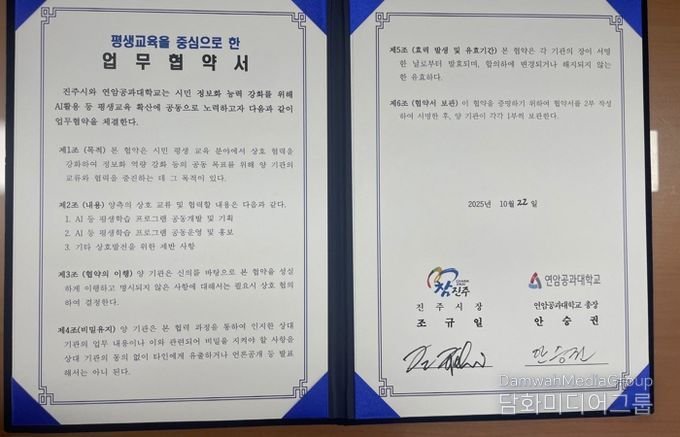 평생교육을 중심으로 한
업무협약서
진주시와 연암공과대학교는 시민 정보화 능력 강화를 위해
AI활용 등 평생교육 확산에 공동으로 노력하고자 다음과 같이
업무협약을 체결한다.
제1조 (목적) 본 협약은 시민 평생 교육 분야에서 상호 협력을
강화하여 정보화 역량 강화 등의 공동 목표를 위해 양 기관의
교류와 협력을 증진하는 데 그 목적이 있다.
제2조 (내용) 양측의 상호 교류 및 협력할 내용은 다음과 같다.
1. AI 등 평생학습 프로그램 공동개발 및 기획
2. AI 등 평생학습 프로그램 공동운영 및 홍보
3. 기타 상호발전을 위한 제반 사항
제3조 (협약의 이행) 양 기관은 신의를 바탕으로 본 협약을 성실
하게 이행하고 명시되지 않은 사항에 대해서는 필요시 상호 협의
하여 결정한다.
제4조(비밀유지) 양 기관은 본 협력 과정을 통하여 인지한 상대
기관의 업무 내용이나 이와 관련되어 비밀을 지켜야 할 사항을
상대 기관의 동의 없이 타인에게 유출하거나 언론공개 등 발표
해서는 아니 된다.
제5조 (효력 발생 및 유효기간) 본 협약은 각 기관의 장이 서명
한 날로부터 발효되며, 합의하에 변경되거나 해지되지 않는
한 유효하다.
제6조 (협약서 보관) 이 협약을 증명하기 위하여 협약서를 2부 작성
하여 서명한 후, 양 기관이 각각 1부씩 보관한다.
2025년 10월 22일
참진주
연암공과대학교
진주시장
연암공과대학교 총장
조규일
안승권
안승권
DamwahMediaGroup
담화미디어그룹